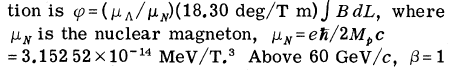 tion is φ=(μ_Λ/μ_N)(18.30 deg/T m)∫ B dL, where
μ_N is the nuclear magneton, μ_N=eħ/2M_pc
=3.152 52×10⁻¹⁴ MeV/T.³ Above 60 GeV/c, β=1